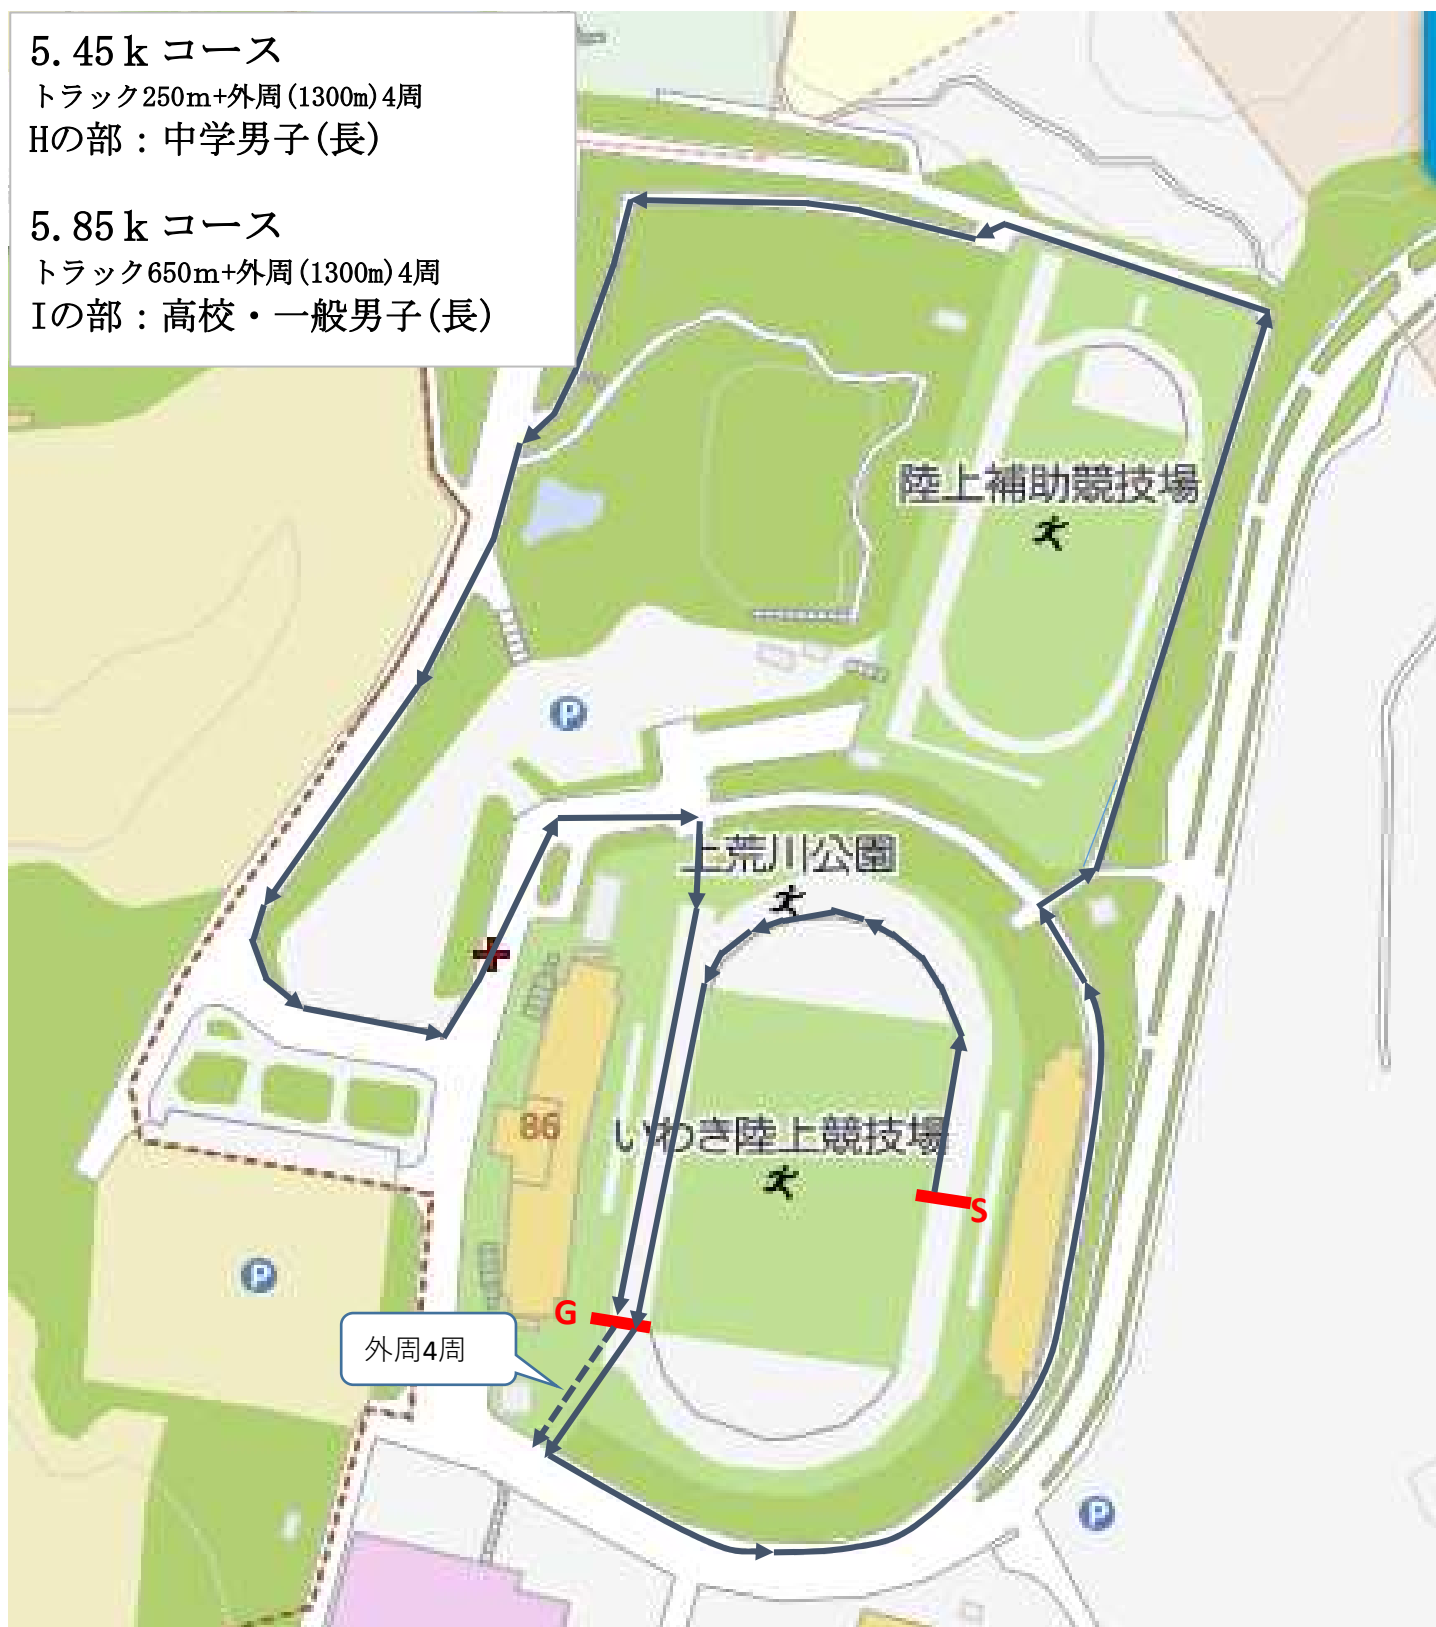 5.45ｋコース
トラック250ｍ+外周(1300m)4周
Hの部：中学男子(長)
5.85ｋコース
トラック650ｍ+外周(1300m)4周
Iの部：高校・一般男子(長)
陸上補助競技場
P
上荒川公園
86
いわき陸上競技場
S
P
G
外周4周
P